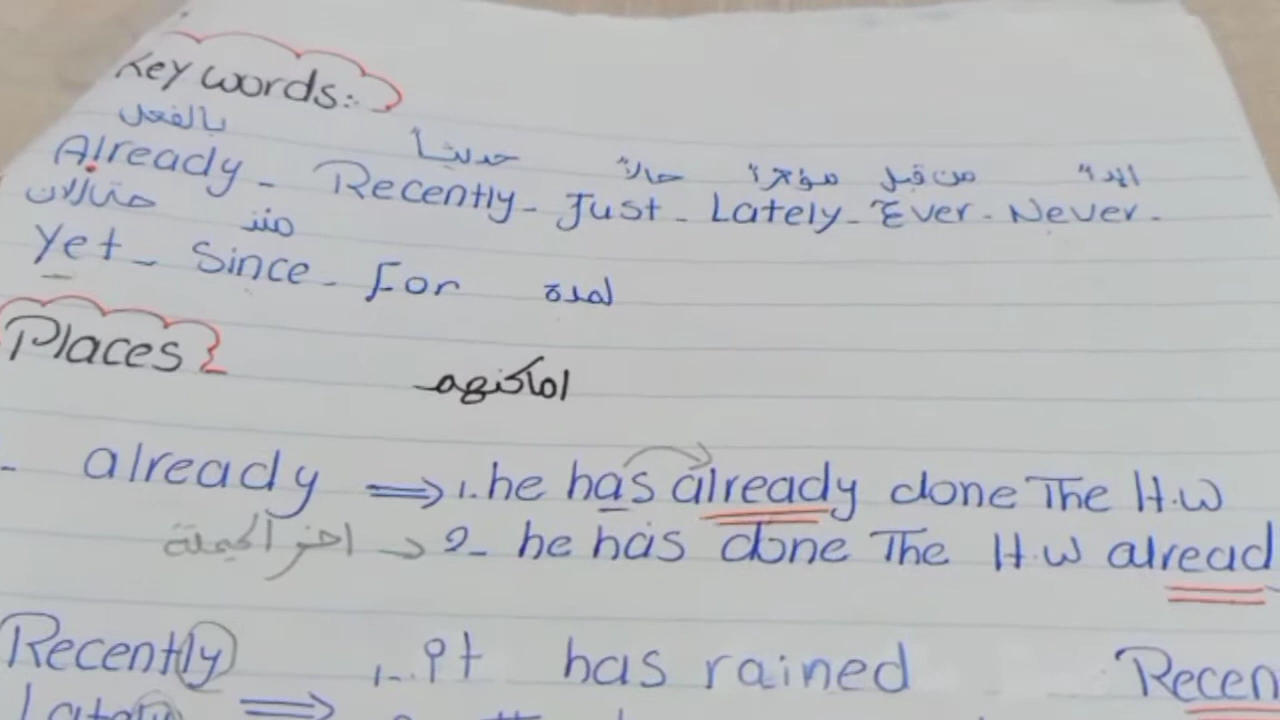 Key words:
بالفعل حديثاً حالاً مؤخراً من قبل ابداً
Already - Recently - Just - Lately - Ever - Never -
حتى الان منذ
Yet - Since - For لمدة
Places
اماكنهم
- already ⇒ 1. he has already done The H.W
اخر الجملة 2- he has done The H.W alread
Recently 1- It has rained Recen
Lately ⇒